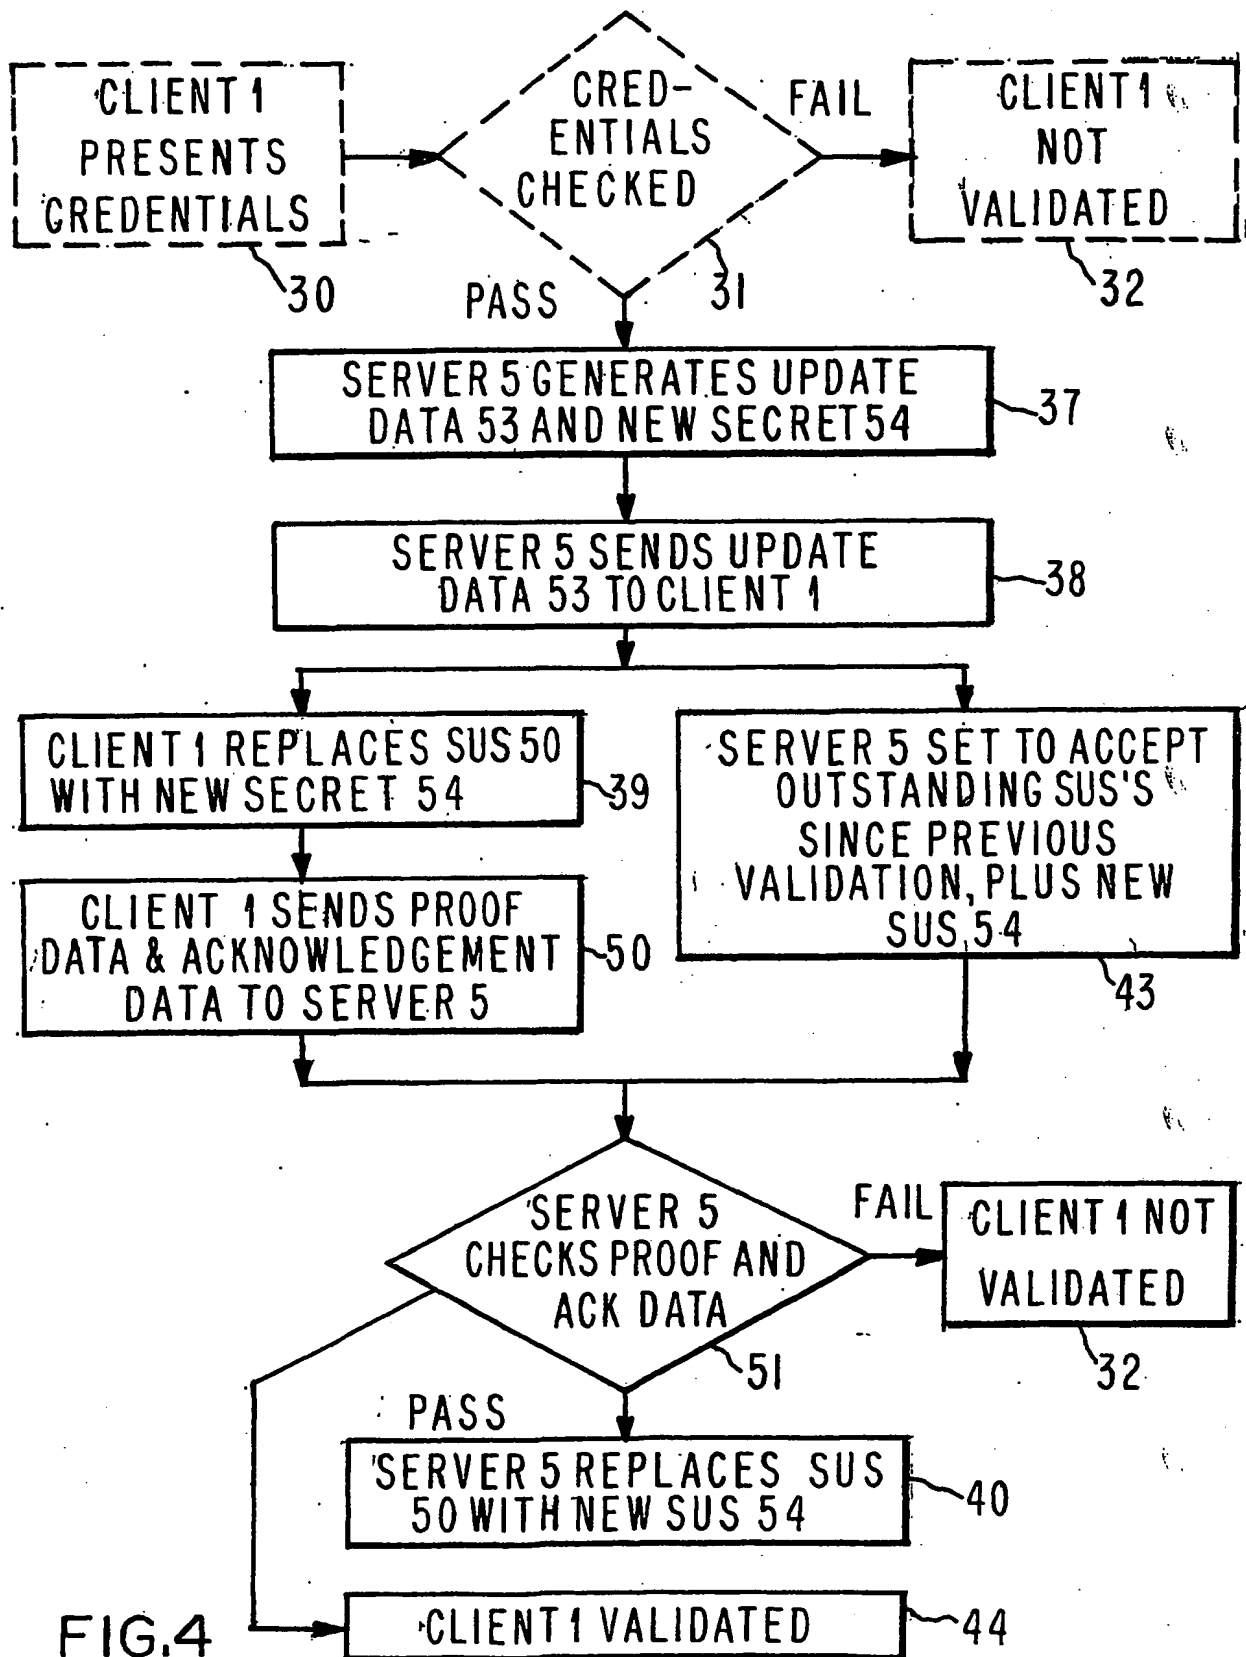 CLIENT 1
PRESENTS
CREDENTIALS
30
CRED-
ENTIALS
CHECKED
31
FAIL
CLIENT 1
NOT
VALIDATED
32
PASS
SERVER 5 GENERATES UPDATE
DATA 53 AND NEW SECRET 54
37
SERVER 5 SENDS UPDATE
DATA 53 TO CLIENT 1
38
CLIENT 1 REPLACES SUS 50
WITH NEW SECRET 54
39
SERVER 5 SET TO ACCEPT
OUTSTANDING SUS'S
SINCE PREVIOUS
VALIDATION, PLUS NEW
SUS 54
43
CLIENT 1 SENDS PROOF
DATA & ACKNOWLEDGEMENT
DATA TO SERVER 5
50
SERVER 5
CHECKS PROOF AND
ACK DATA
51
FAIL
CLIENT 1 NOT
VALIDATED
32
PASS
SERVER 5 REPLACES SUS
50 WITH NEW SUS 54
40
CLIENT 1 VALIDATED
44
FIG.4